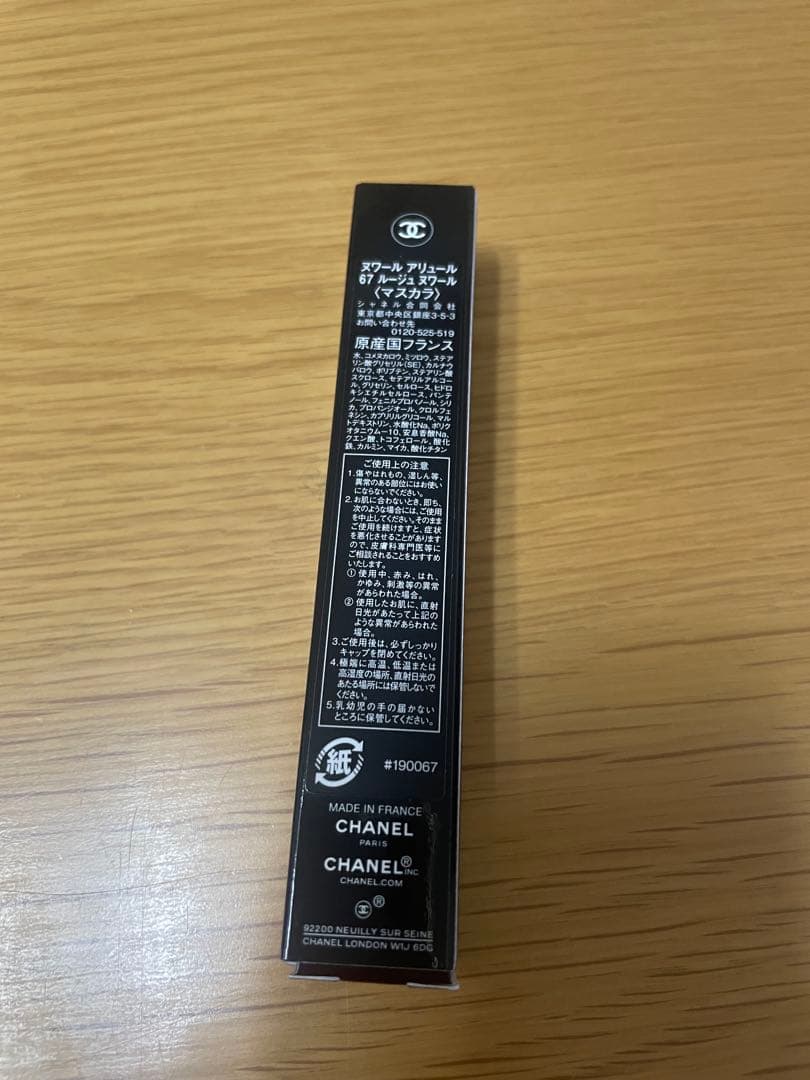 ヌワール アリュール
67 ルージュ ヌワール
〈マスカラ〉
シャネル合同会社
東京都中央区銀座3-5-3
お問い合わせ先
0120-525-519
原産国フランス
水、コメヌカロウ、ミツロウ、ステア
リン酸グリセリル(SE)、カルナウ
バロウ、ポリブテン、ステアリン酸
スクロース、セテアリルアルコー
ル、グリセリン、セルロース、ヒドロ
キシエチルセルロース、パンテ
ノール、フェニルプロパノール、シリ
カ、プロパンジオール、クロルフェ
ネシン、カプリリルグリコール、マル
トデキストリン、水酸化Na、ポリク
オタニウム-10、安息香酸Na、
クエン酸、トコフェロール、酸化
鉄、カルミン、マイカ、酸化チタン
ご使用上の注意
1.傷やはれもの、湿しん等、
異常のある部位にはお使い
にならないでください。
2.お肌に合わないとき、即ち、
次のような場合には、ご使用
を中止してください。そのまま
ご使用を続けますと、症状
を悪化させることがあります
ので、皮膚科専門医等に
ご相談されることをおすすめ
いたします。
① 使用中、赤み、はれ、
かゆみ、刺激等の異常
があらわれた場合。
② 使用したお肌に、直射
日光があたって上記の
ような異常があらわれた
場合。
3.ご使用後は、必ずしっかり
キャップを閉めてください。
4.極端に高温、低温または
高湿度の場所、直射日光の
あたる場所には保管しないで
ください。
5.乳幼児の手の届かない
ところに保管してください。
紙
#190067
MADE IN FRANCE
CHANEL
PARIS
CHANEL® INC
CHANEL.COM
®
92200 NEUILLY SUR SEINE
CHANEL LONDON W1J 6DG